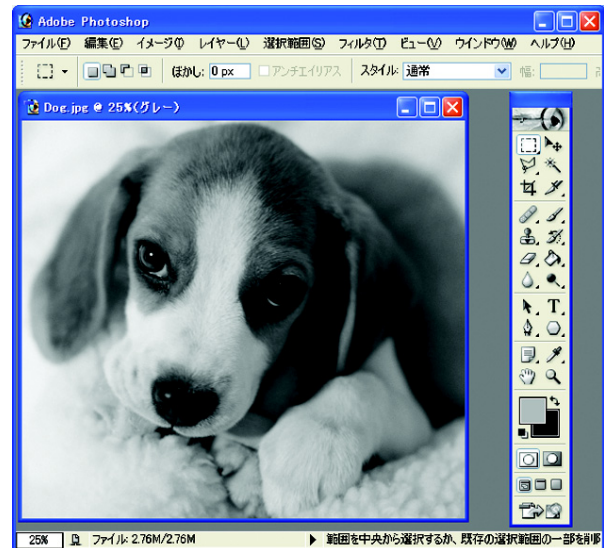 Adobe Photoshop
ファイル(F) 編集(E) イメージ(I) レイヤー(L) 選択範囲(S) フィルタ(T) ビュー(V) ウインドウ(W) ヘルプ(H)
ぼかし: 0 px アンチエイリアス スタイル: 通常 幅:
Dog.jpg @ 25%(グレー)
T
25% ファイル: 2.76M/2.76M 範囲を中央から選択するか、既存の選択範囲の一部を削除